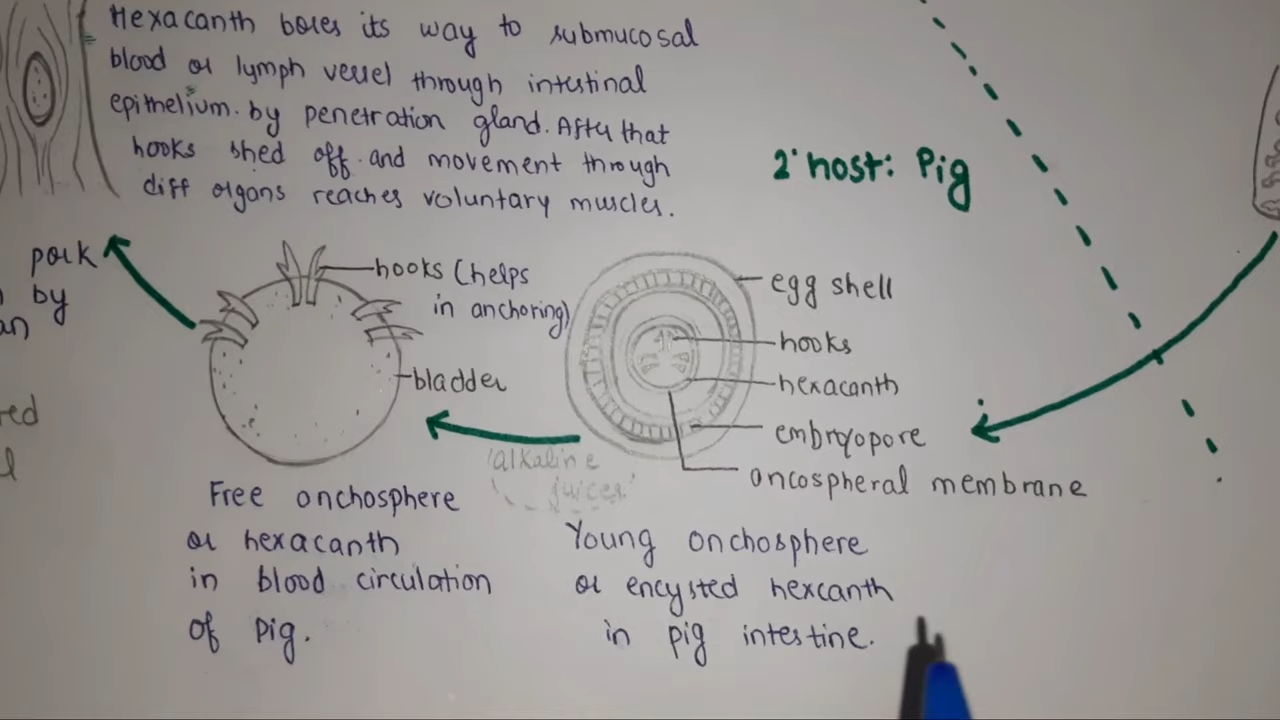 Hexacanth bores its way to submucosal
blood or lymph vessel through intestinal
epithelium. by penetration gland. After that
hooks shed off and movement through
diff organs reaches voluntary muscles.
2° host: Pig
pork
by
hooks (helps
in anchoring)
bladder
egg shell
hooks
hexacanth
embryopore
oncospheral membrane
alkaline
juices
Free onchosphere
or hexacanth
in blood circulation
of pig.
Young onchosphere
or encysted hexcanth
in pig intestine.